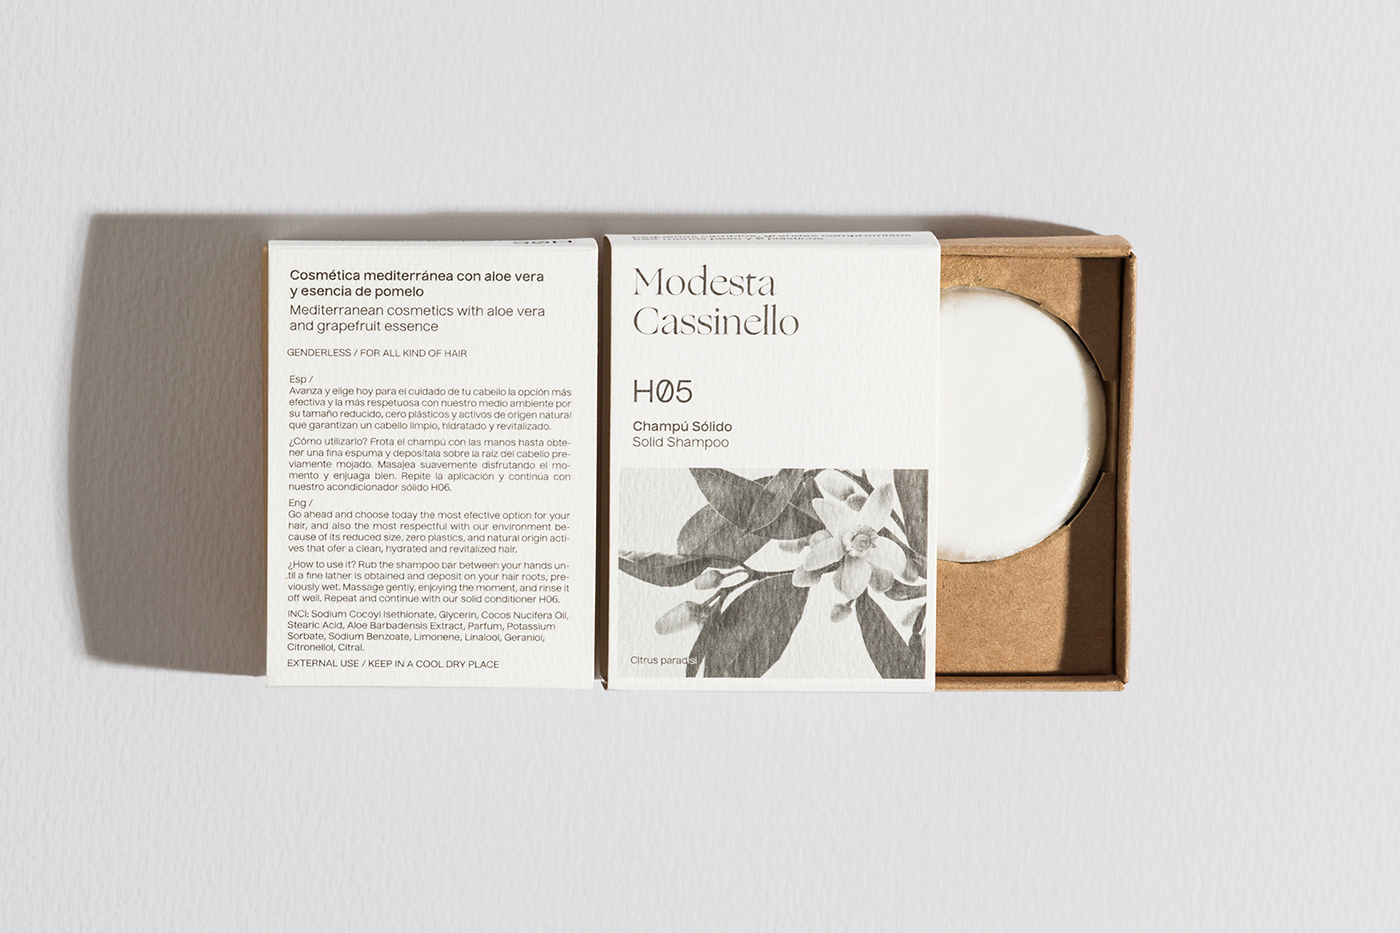 H05
Cosmética mediterránea con aloe vera
y esencia de pomelo
Mediterranean cosmetics with aloe vera
and grapefruit essence
GENDERLESS / FOR ALL KIND OF HAIR
Esp /
Avanza y elige hoy para el cuidado de tu cabello la opción más
efectiva y la más respetuosa con nuestro medio ambiente por
su tamaño reducido, cero plásticos y activos de origen natural
que garantizan un cabello limpio, hidratado y revitalizado.
¿Cómo utilizarlo? Frota el champú con las manos hasta obte-
ner una fina espuma y deposítala sobre la raíz del cabello pre-
viamente mojado. Masajea suavemente disfrutando el mo-
mento y enjuaga bien. Repite la aplicación y continúa con
nuestro acondicionador sólido H06.
Eng /
Go ahead and choose today the most efective option for your
hair, and also the most respectful with our environment be-
cause of its reduced size, zero plastics, and natural origin acti-
ves that ofer a clean, hydrated and revitalized hair.
¿How to use it? Rub the shampoo bar between your hands un-
til a fine lather is obtained and deposit on your hair roots, pre-
viously wet. Massage gently, enjoying the moment, and rinse it
off well. Repeat and continue with our solid conditioner H06.
INCI: Sodium Cocoyl Isethionate, Glycerin, Cocos Nucifera Oil,
Stearic Acid, Aloe Barbadensis Extract, Parfum, Potassium
Sorbate, Sodium Benzoate, Limonene, Linalool, Geraniol,
Citronellol, Citral.
EXTERNAL USE / KEEP IN A COOL DRY PLACE
Pequeños cambios, grandes compromisos
menos peso y 0 plásticos
Modesta
Cassinello
HØ5
Champú Sólido
Solid Shampoo
Citrus paradisi